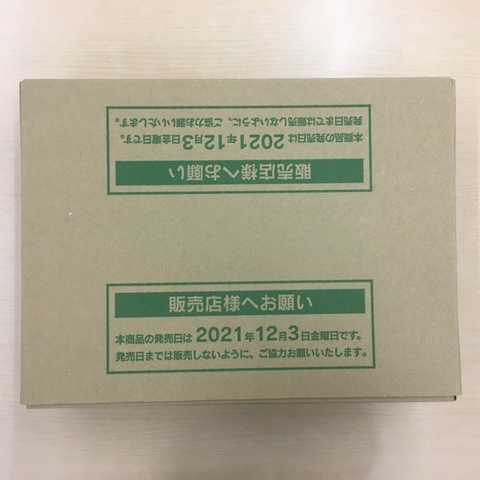 販売店様へお願い
本商品の発売日は 2021年12月3日金曜日です。
発売日までは販売しないように、ご協力お願いいたします。
販売店様へお願い
本商品の発売日は 2021年12月3日金曜日です。
発売日までは販売しないように、ご協力お願いいたします。